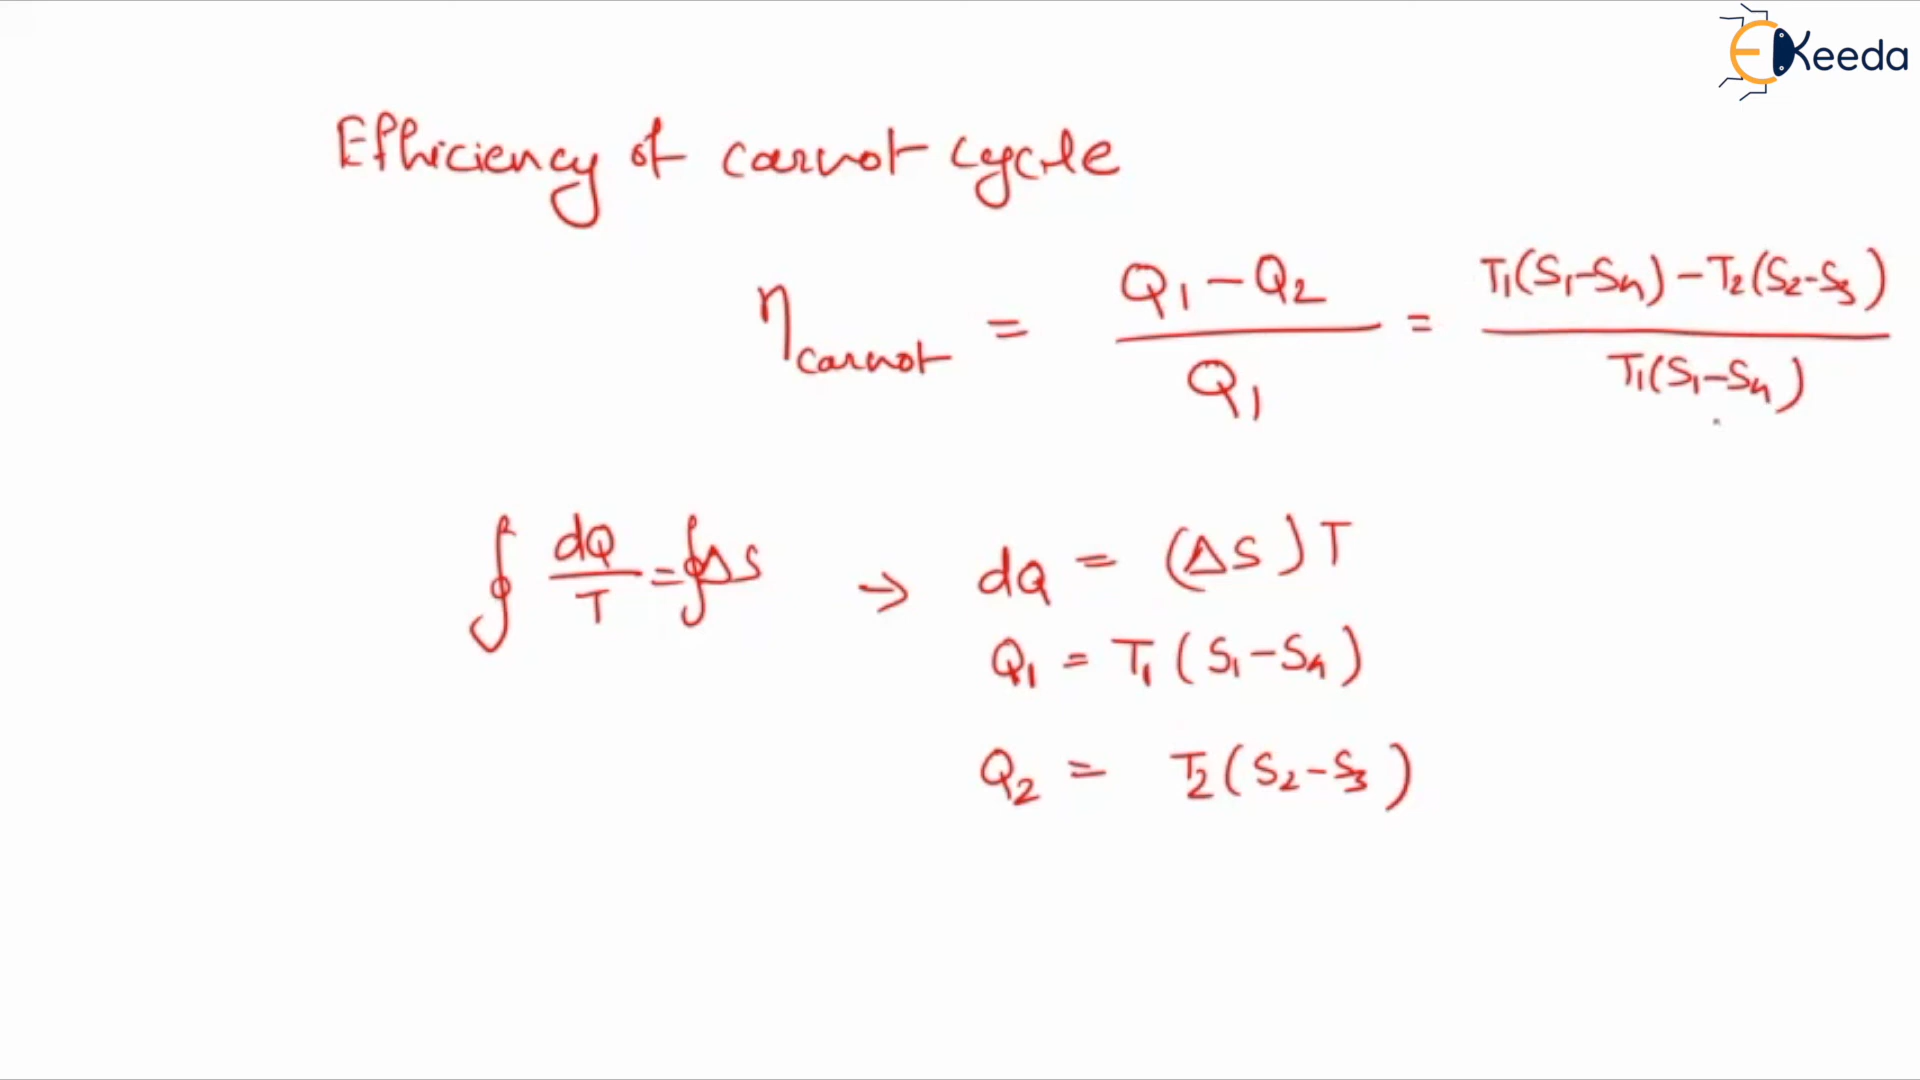 EKeeda
Efficiency of carnot cycle
η_carnot = (Q₁ - Q₂) / Q₁ = (T₁(S₁-S₄) - T₂(S₂-S₃)) / (T₁(S₁-S₄))
∮ dQ/T = ∮ΔS → dQ = (ΔS)T
Q₁ = T₁(S₁-S₄)
Q₂ = T₂(S₂-S₃)